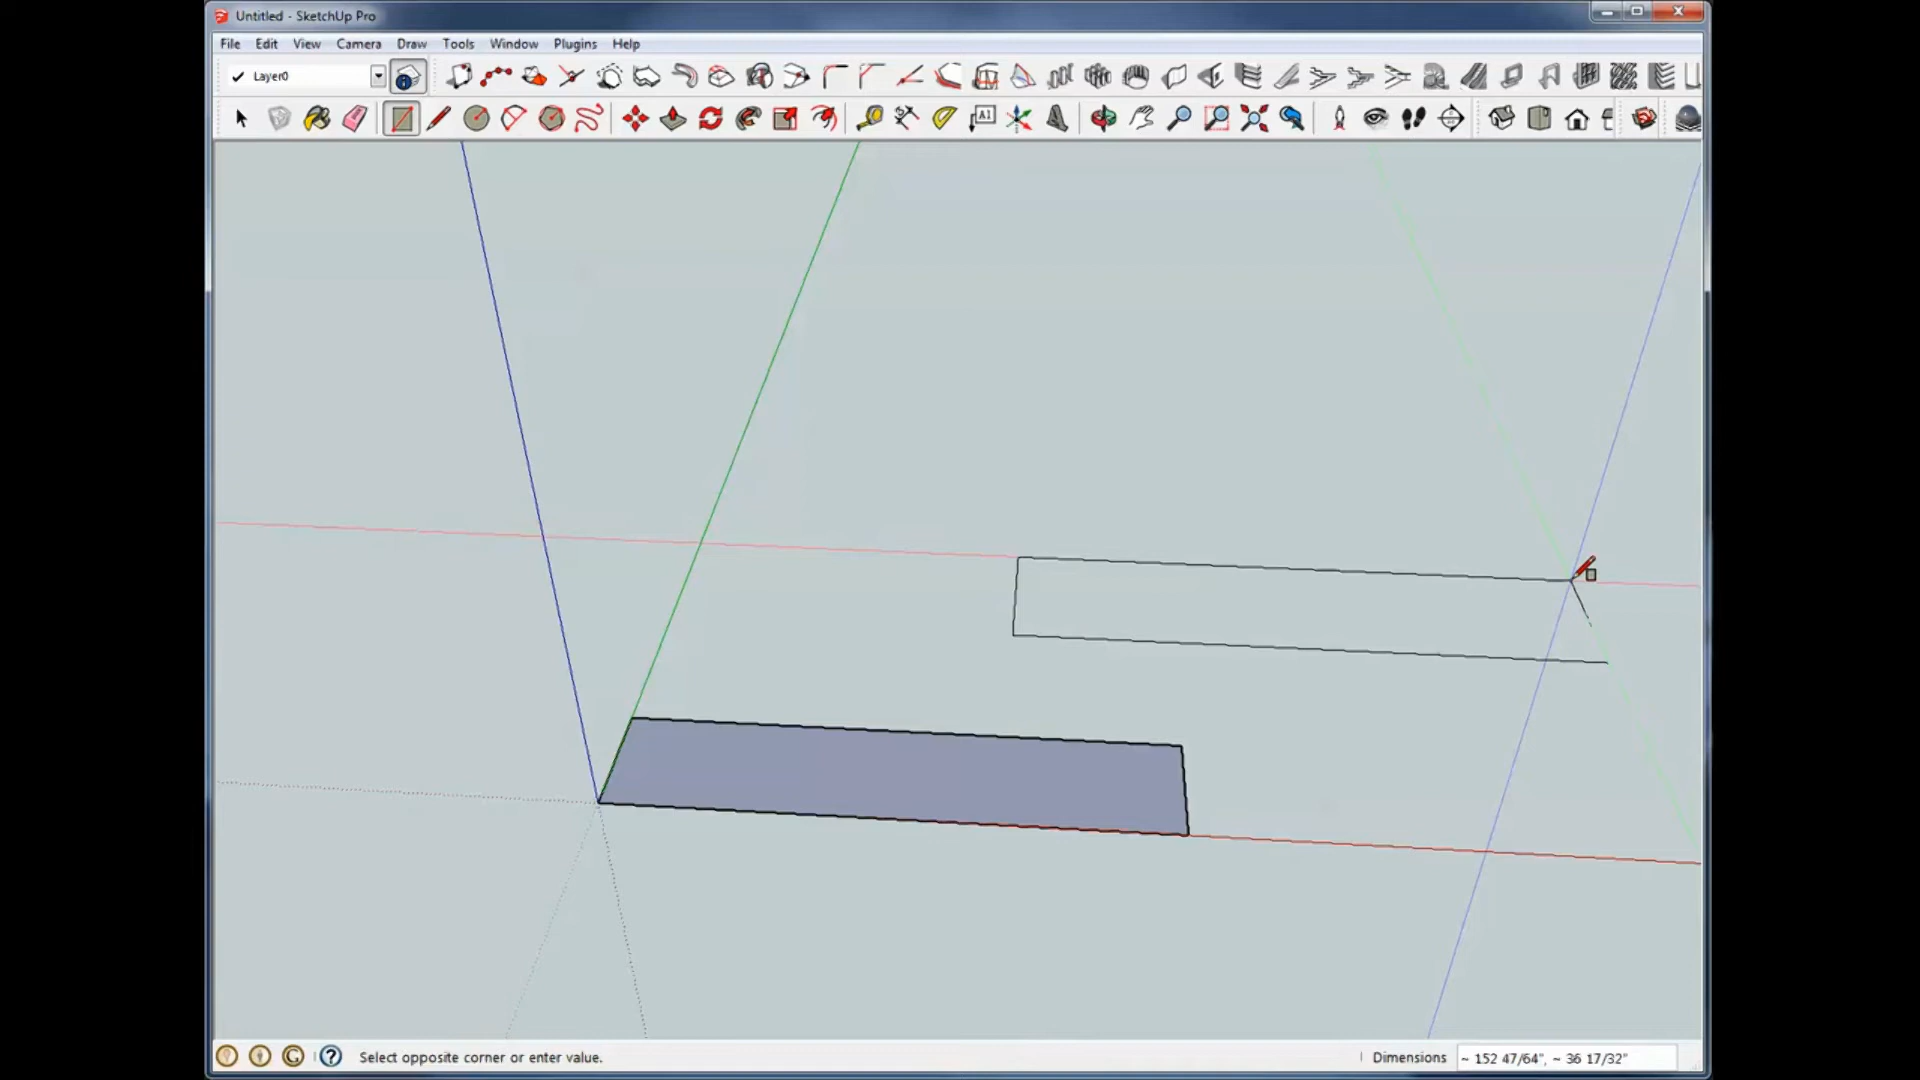 Untitled - SketchUp Pro
File Edit View Camera Draw Tools Window Plugins Help
Layer0
A1
Select opposite corner or enter value.
Dimensions ~ 152 47/64", ~ 36 17/32"